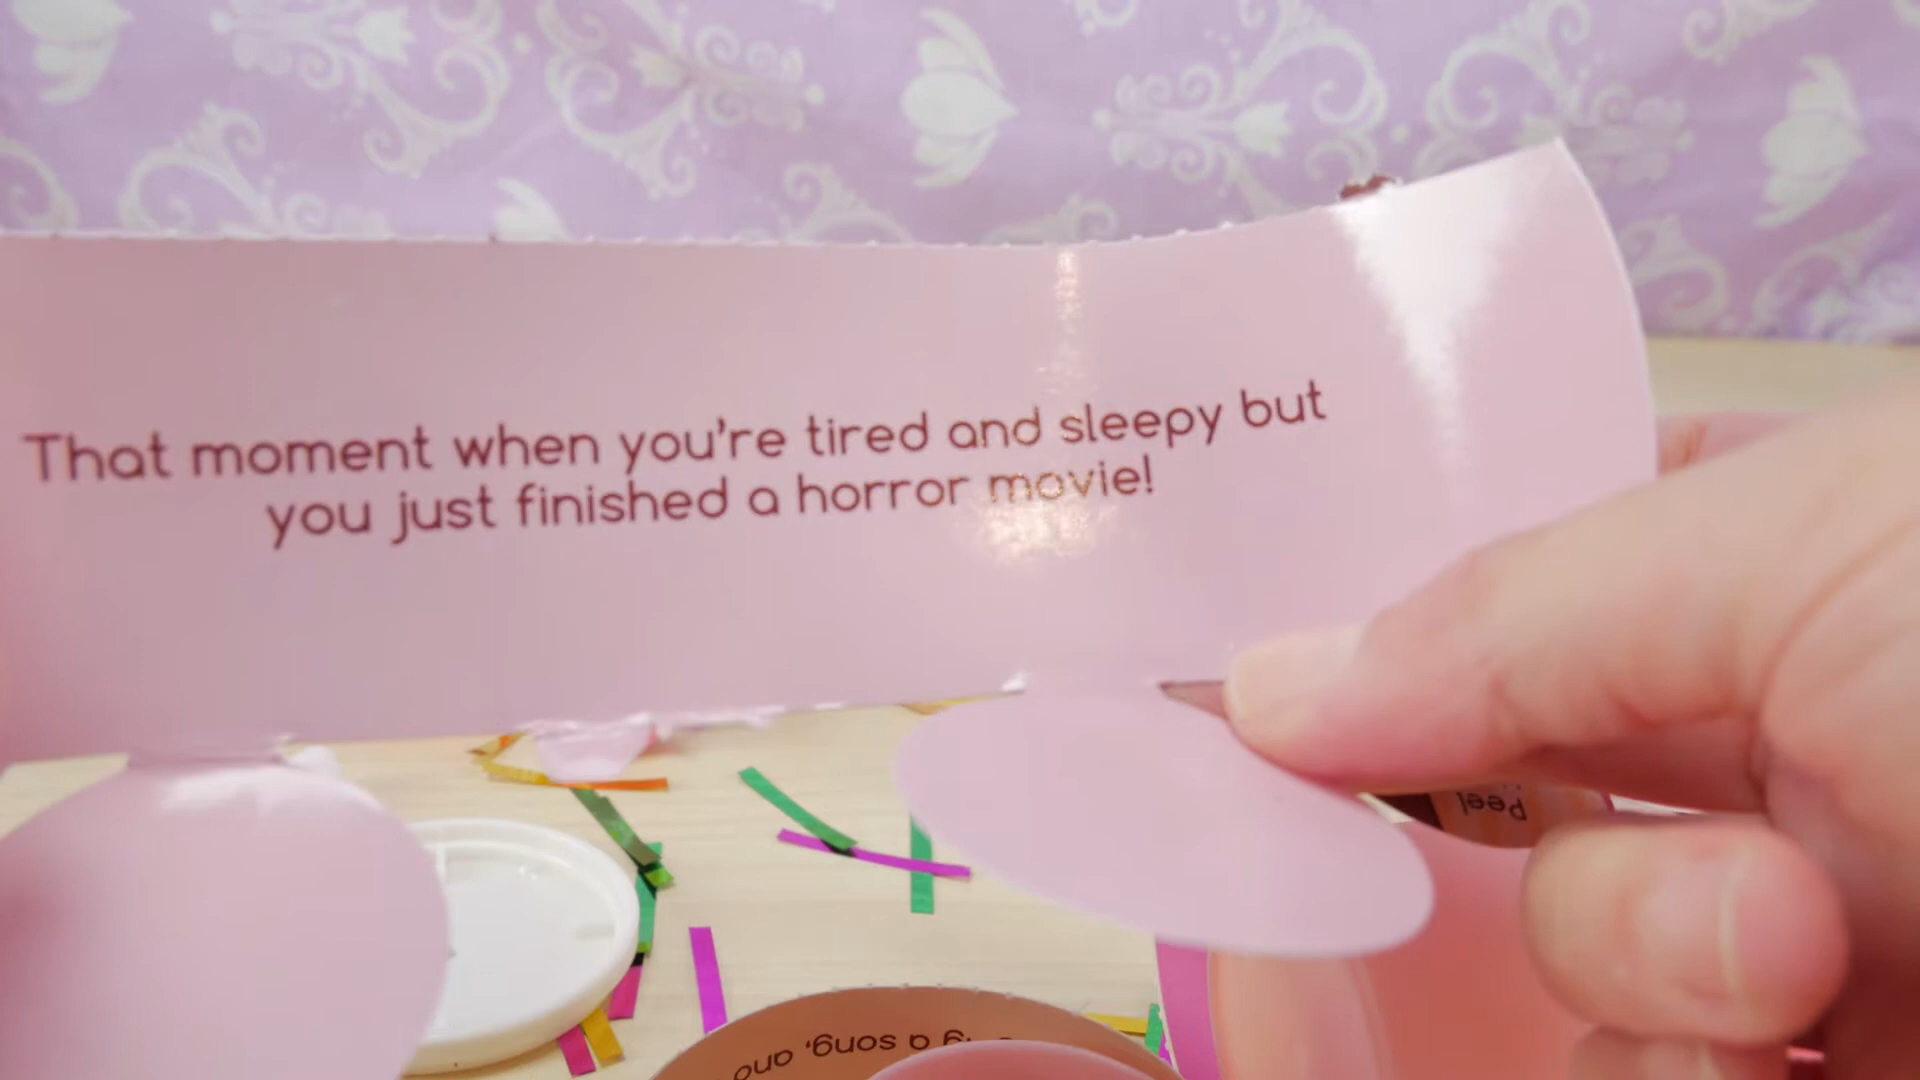 That moment when you're tired and sleepy but
you just finished a horror movie!
Peel
a song, and